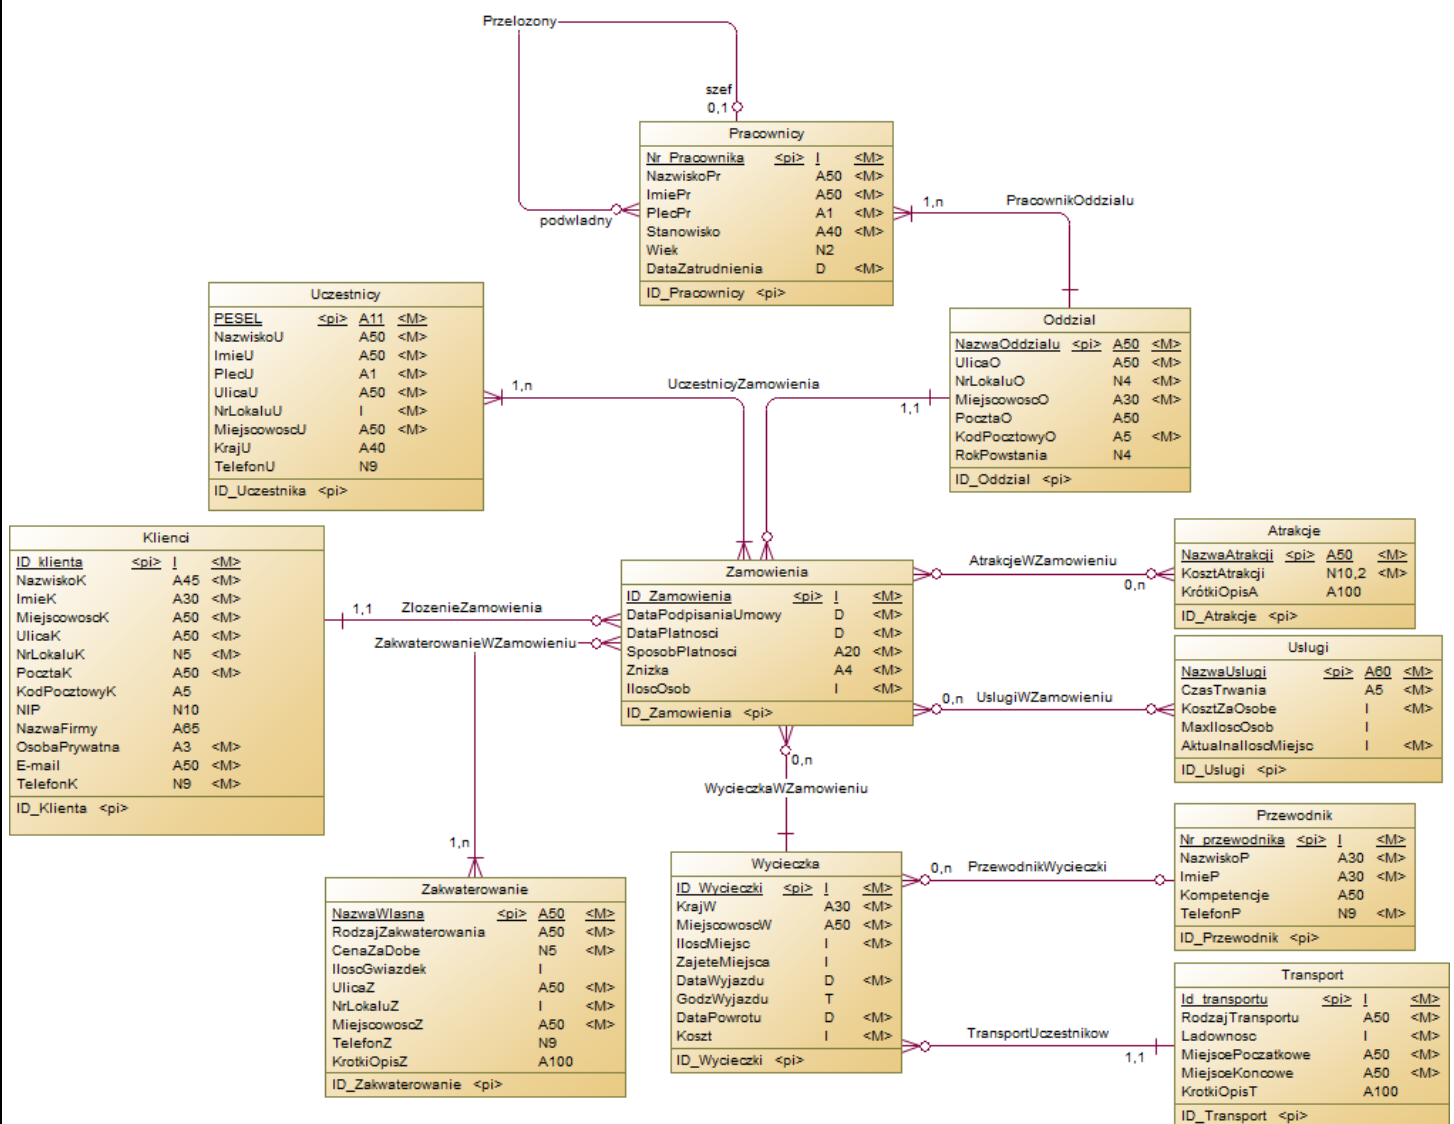 Przelozony
szef
0,1
podwladny
Pracownicy
Nr_Pracownika <pi> I <M>
NazwiskoPr A50 <M>
ImiePr A50 <M>
PlecPr A1 <M>
Stanowisko A40 <M>
Wiek N2
DataZatrudnienia D <M>
ID_Pracownicy <pi>
1,n
PracownikOddzialu
Uczestnicy
PESEL <pi> A11 <M>
NazwiskoU A50 <M>
ImieU A50 <M>
PlecU A1 <M>
UlicaU A50 <M>
NrLokaluU I <M>
MiejscowoscU A50 <M>
KrajU A40
TelefonU N9
ID_Uczestnika <pi>
1,n
UczestnicyZamowienia
1,1
Oddzial
NazwaOddzialu <pi> A50 <M>
UlicaO A50 <M>
NrLokaluO N4 <M>
MiejscowoscO A30 <M>
PocztaO A50
KodPocztowyO A5 <M>
RokPowstania N4
ID_Oddzial <pi>
Klienci
ID_klienta <pi> I <M>
NazwiskoK A45 <M>
ImieK A30 <M>
MiejscowoscK A50 <M>
UlicaK A50 <M>
NrLokaluK N5 <M>
PocztaK A50 <M>
KodPocztowyK A5
NIP N10
NazwaFirmy A65
OsobaPrywatna A3 <M>
E-mail A50 <M>
TelefonK N9 <M>
ID_Klienta <pi>
1,1
ZlozenieZamowienia
ZakwaterowanieWZamowieniu
1,n
Zamowienia
ID_Zamowienia <pi> I <M>
DataPodpisaniaUmowy D <M>
DataPlatnosci D <M>
SposobPlatnosci A20 <M>
Znizka A4 <M>
IloscOsob I <M>
ID_Zamowienia <pi>
AtrakcjeWZamowieniu
0,n
Atrakcje
NazwaAtrakcji <pi> A50 <M>
KosztAtrakcji N10,2 <M>
KrótkiOpisA A100
ID_Atrakcje <pi>
0,n
UslugiWZamowieniu
Uslugi
NazwaUslugi <pi> A60 <M>
CzasTrwania A5 <M>
KosztZaOsobe I <M>
MaxIloscOsob I
AktualnaIloscMiejsc I <M>
ID_Uslugi <pi>
0,n
WycieczkaWZamowieniu
Zakwaterowanie
NazwaWlasna <pi> A50 <M>
RodzajZakwaterowania A50 <M>
CenaZaDobe N5 <M>
IloscGwiazdek I
UlicaZ A50 <M>
NrLokaluZ I <M>
MiejscowoscZ A50 <M>
TelefonZ N9
KrotkiOpisZ A100
ID_Zakwaterowanie <pi>
Wycieczka
ID_Wycieczki <pi> I <M>
KrajW A30 <M>
MiejscowoscW A50 <M>
IloscMiejsc I <M>
ZajeteMiejsca I
DataWyjazdu D <M>
GodzWyjazdu T
DataPowrotu D <M>
Koszt I <M>
ID_Wycieczki <pi>
0,n
PrzewodnikWycieczki
Przewodnik
Nr_przewodnika <pi> I <M>
NazwiskoP A30 <M>
ImieP A30 <M>
Kompetencje A50
TelefonP N9 <M>
ID_Przewodnik <pi>
TransportUczestnikow
1,1
Transport
Id_transportu <pi> I <M>
RodzajTransportu A50 <M>
Ladownosc I <M>
MiejscePoczatkowe A50 <M>
MiejsceKoncowe A50 <M>
KrotkiOpisT A100
ID_Transport <pi>